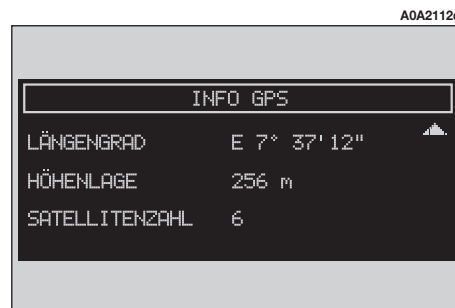 A0A2112
INFO GPS
LÄNGENGRAD E 7° 37'12"
HÖHENLAGE 256 m
SATELLITENZAHL 6